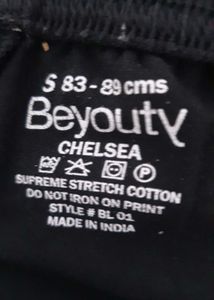 S 83-89 cms
Beyouty
CHELSEA
P
SUPREME STRETCH COTTON
DO NOT IRON ON PRINT
STYLE # BL 01
MADE IN INDIA